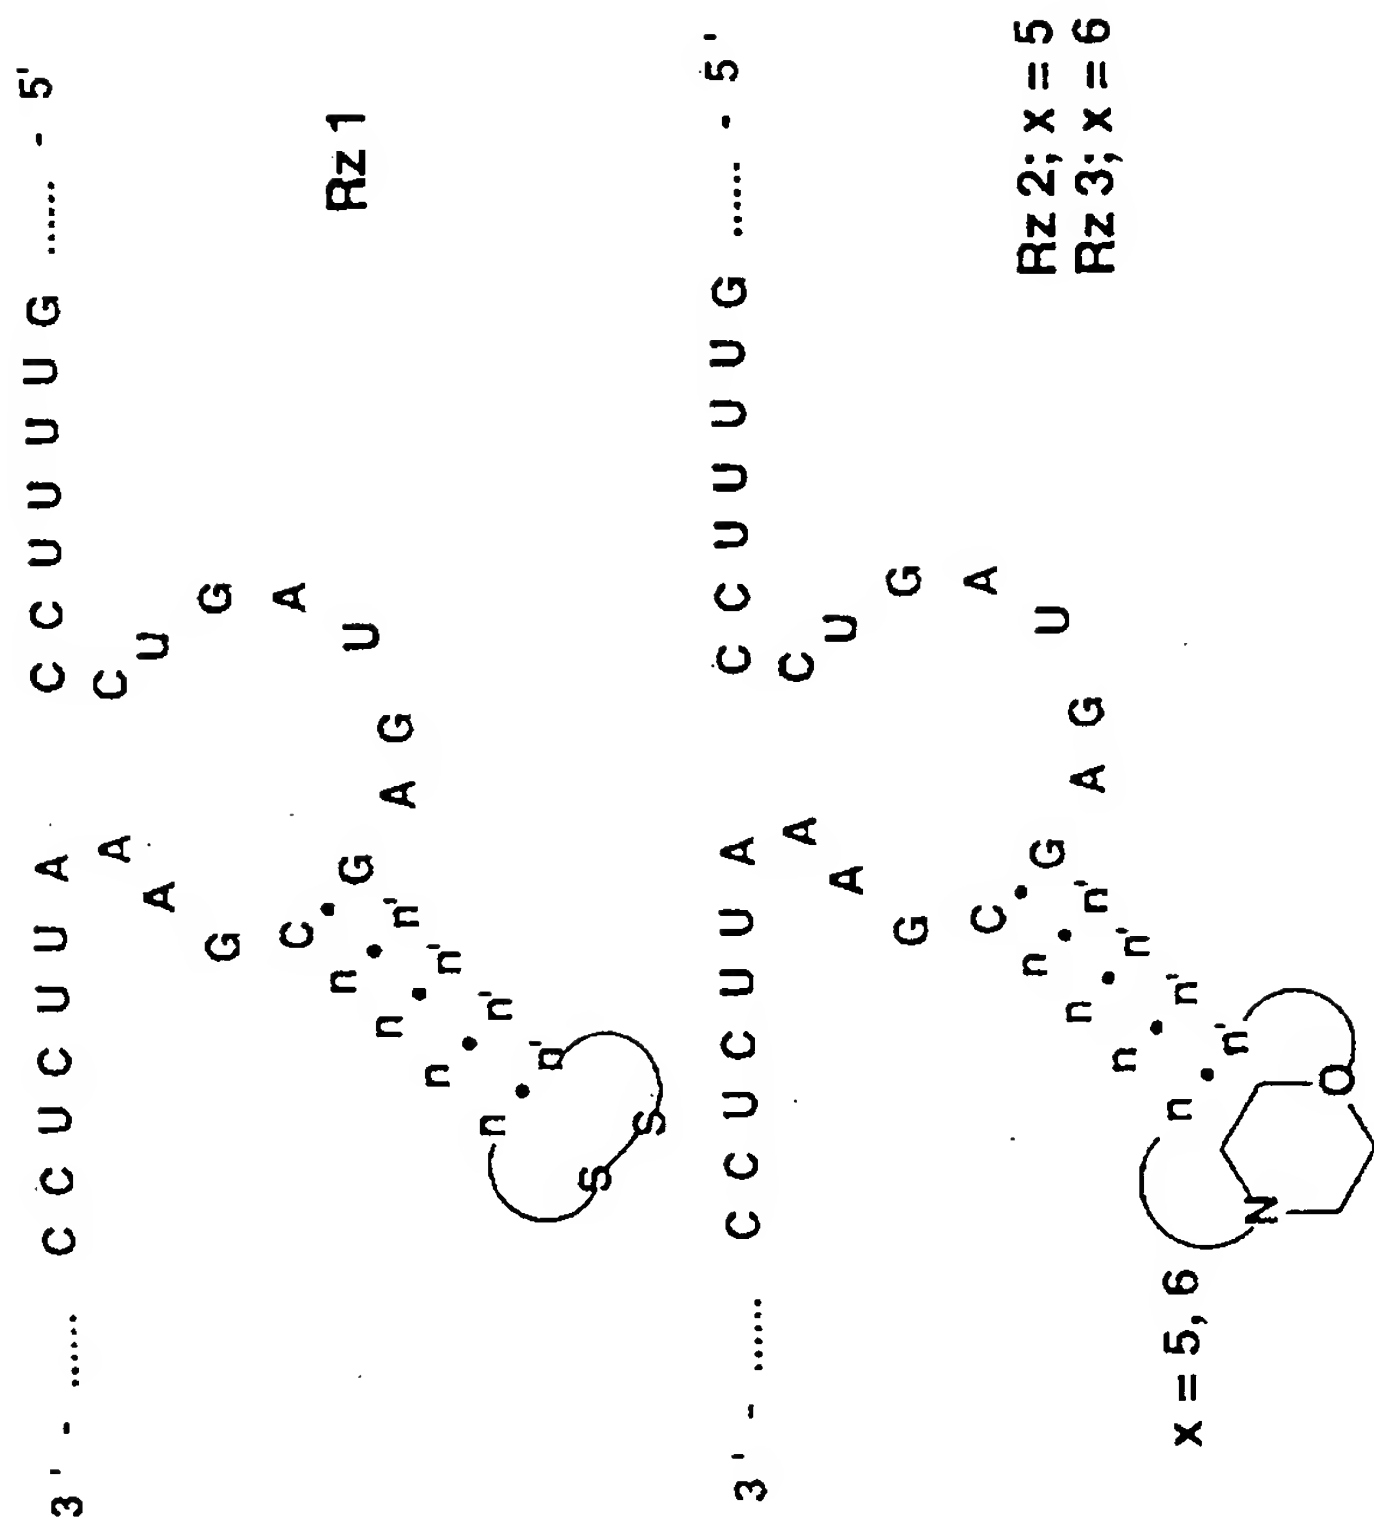 3' - ...... C C U C U U A C C U U U U G ...... - 5'
A C
A U
G G
C • A
n • G U Rz 1
n • n' A G
n • n'
n • n'
n'
S
S
3' - ...... C C U C U U A C C U U U U G ...... - 5'
A C
A U
G G
C • A
n • G U Rz 2; x = 5
n • n' A G Rz 3; x = 6
n • n'
x = 5, 6 n • n'
n'
N
O